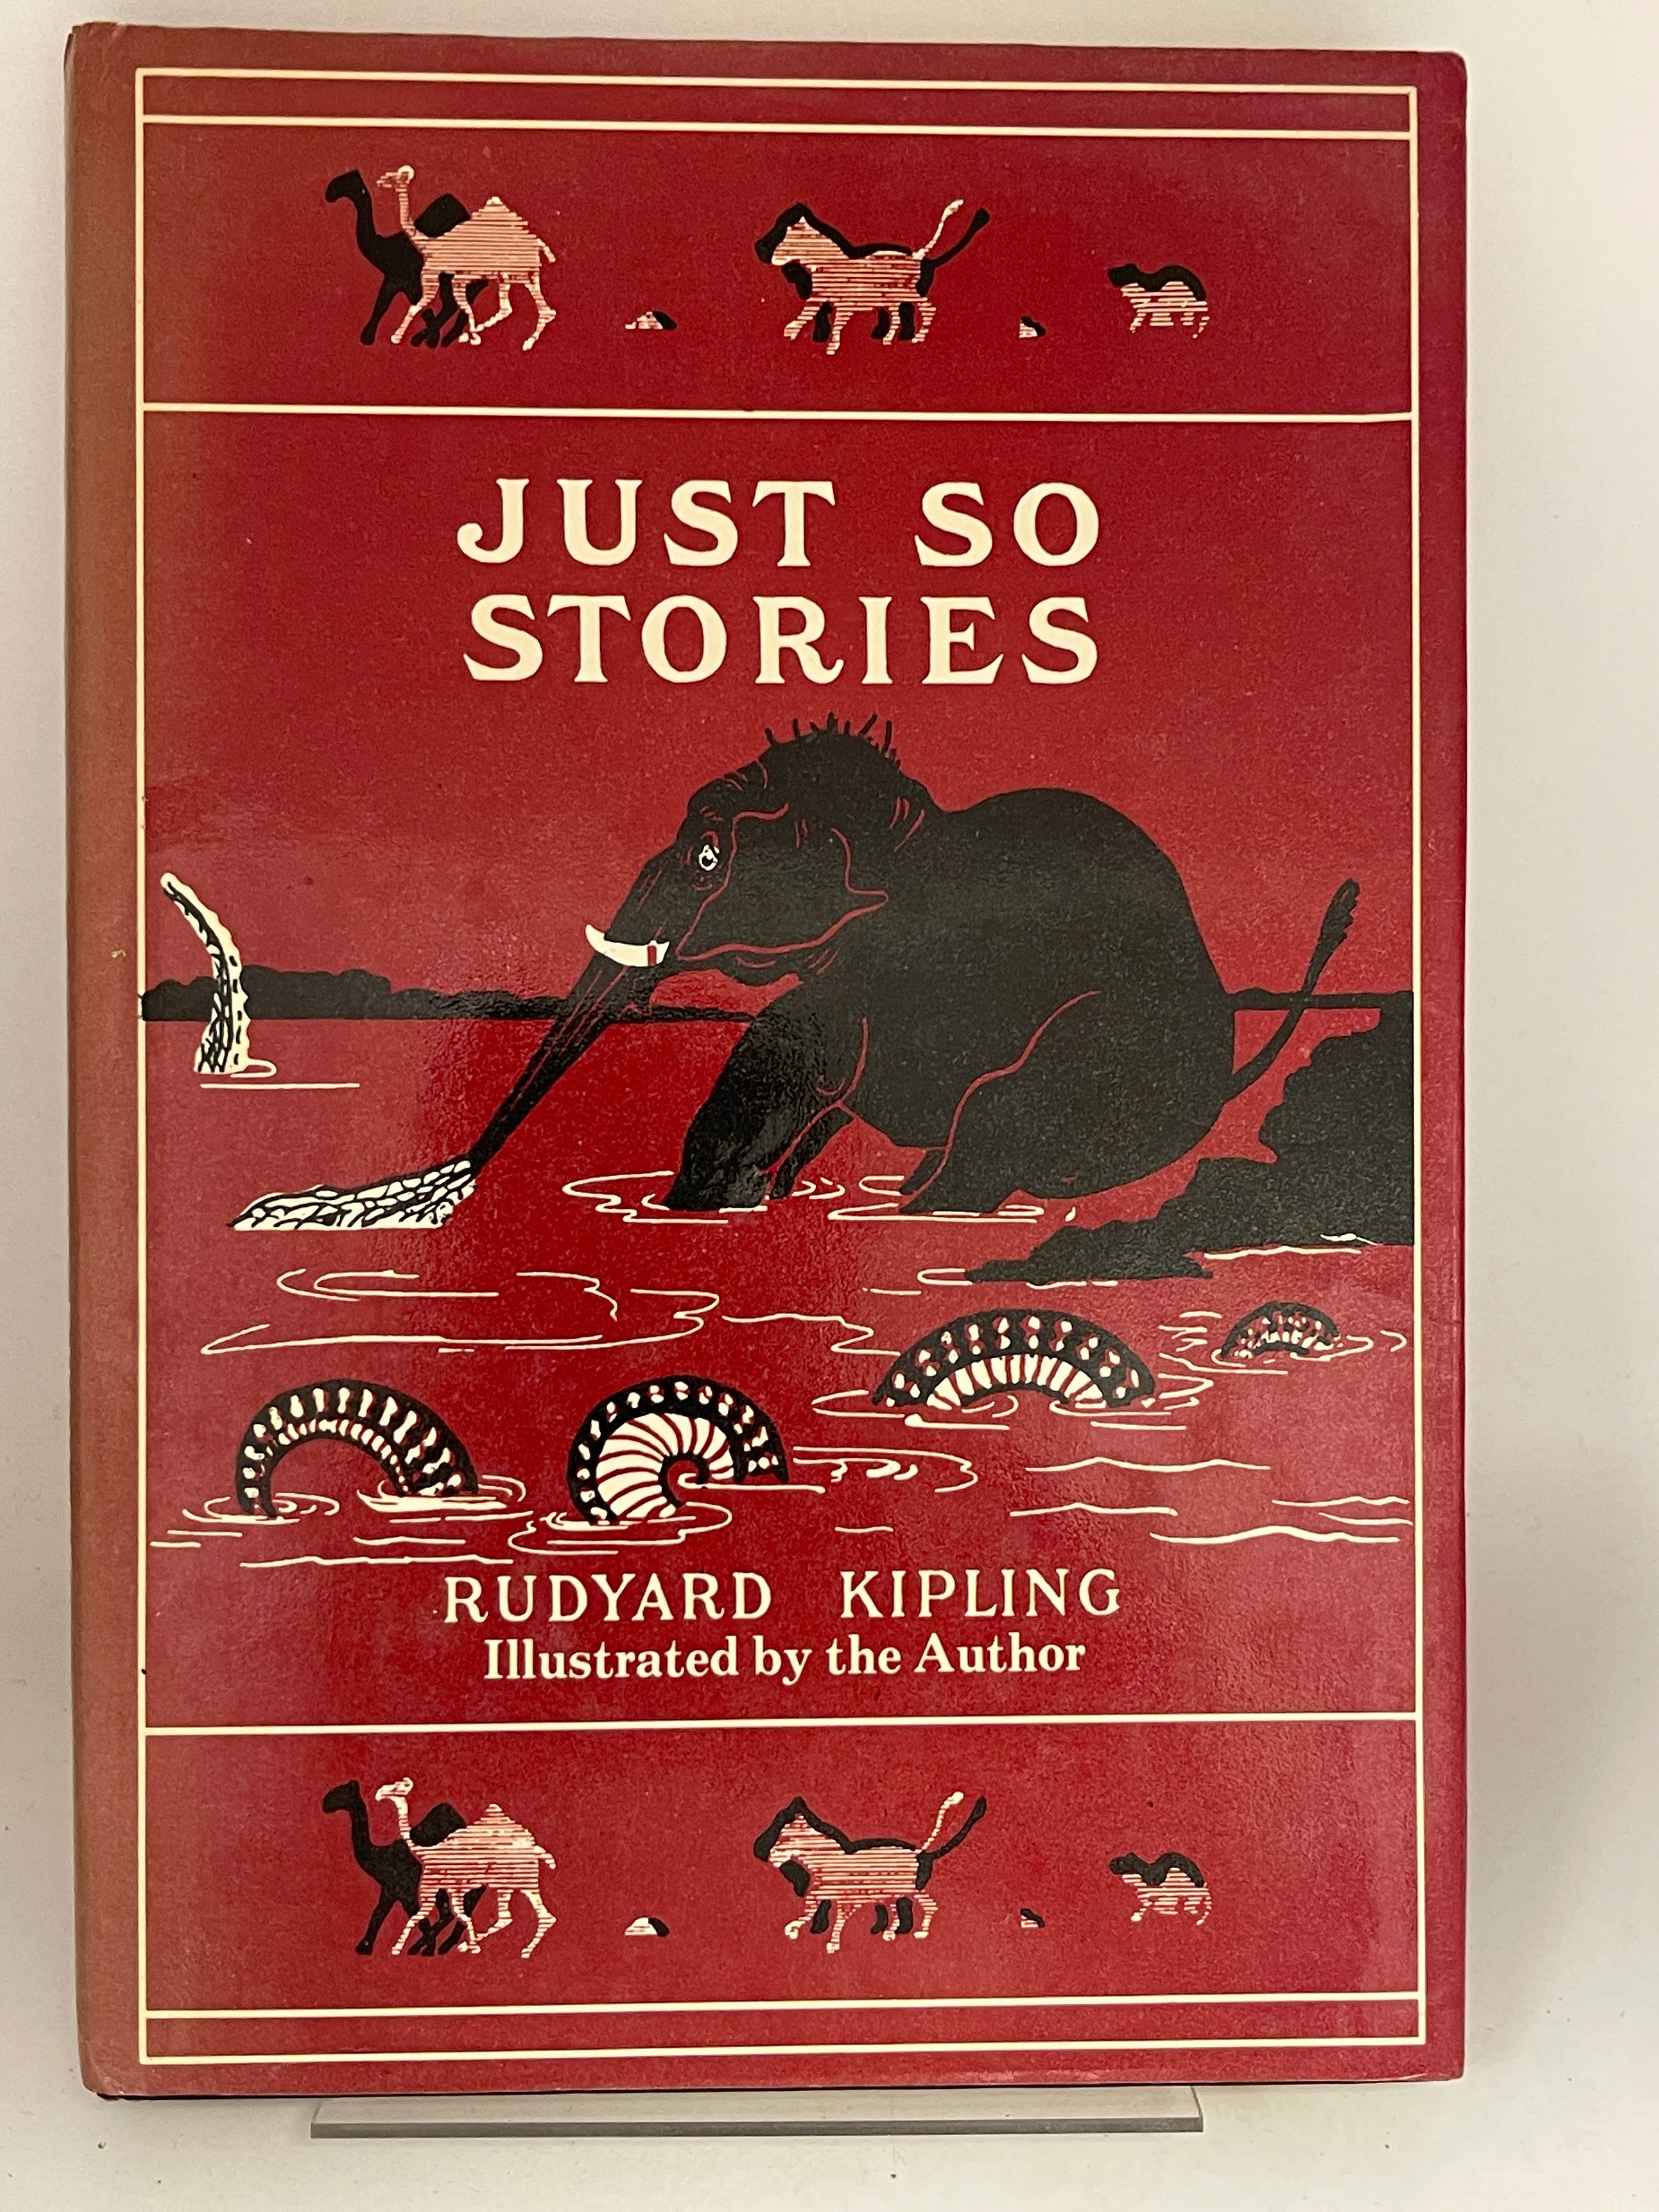 JUST SO
STORIES
RUDYARD KIPLING
Illustrated by the Author